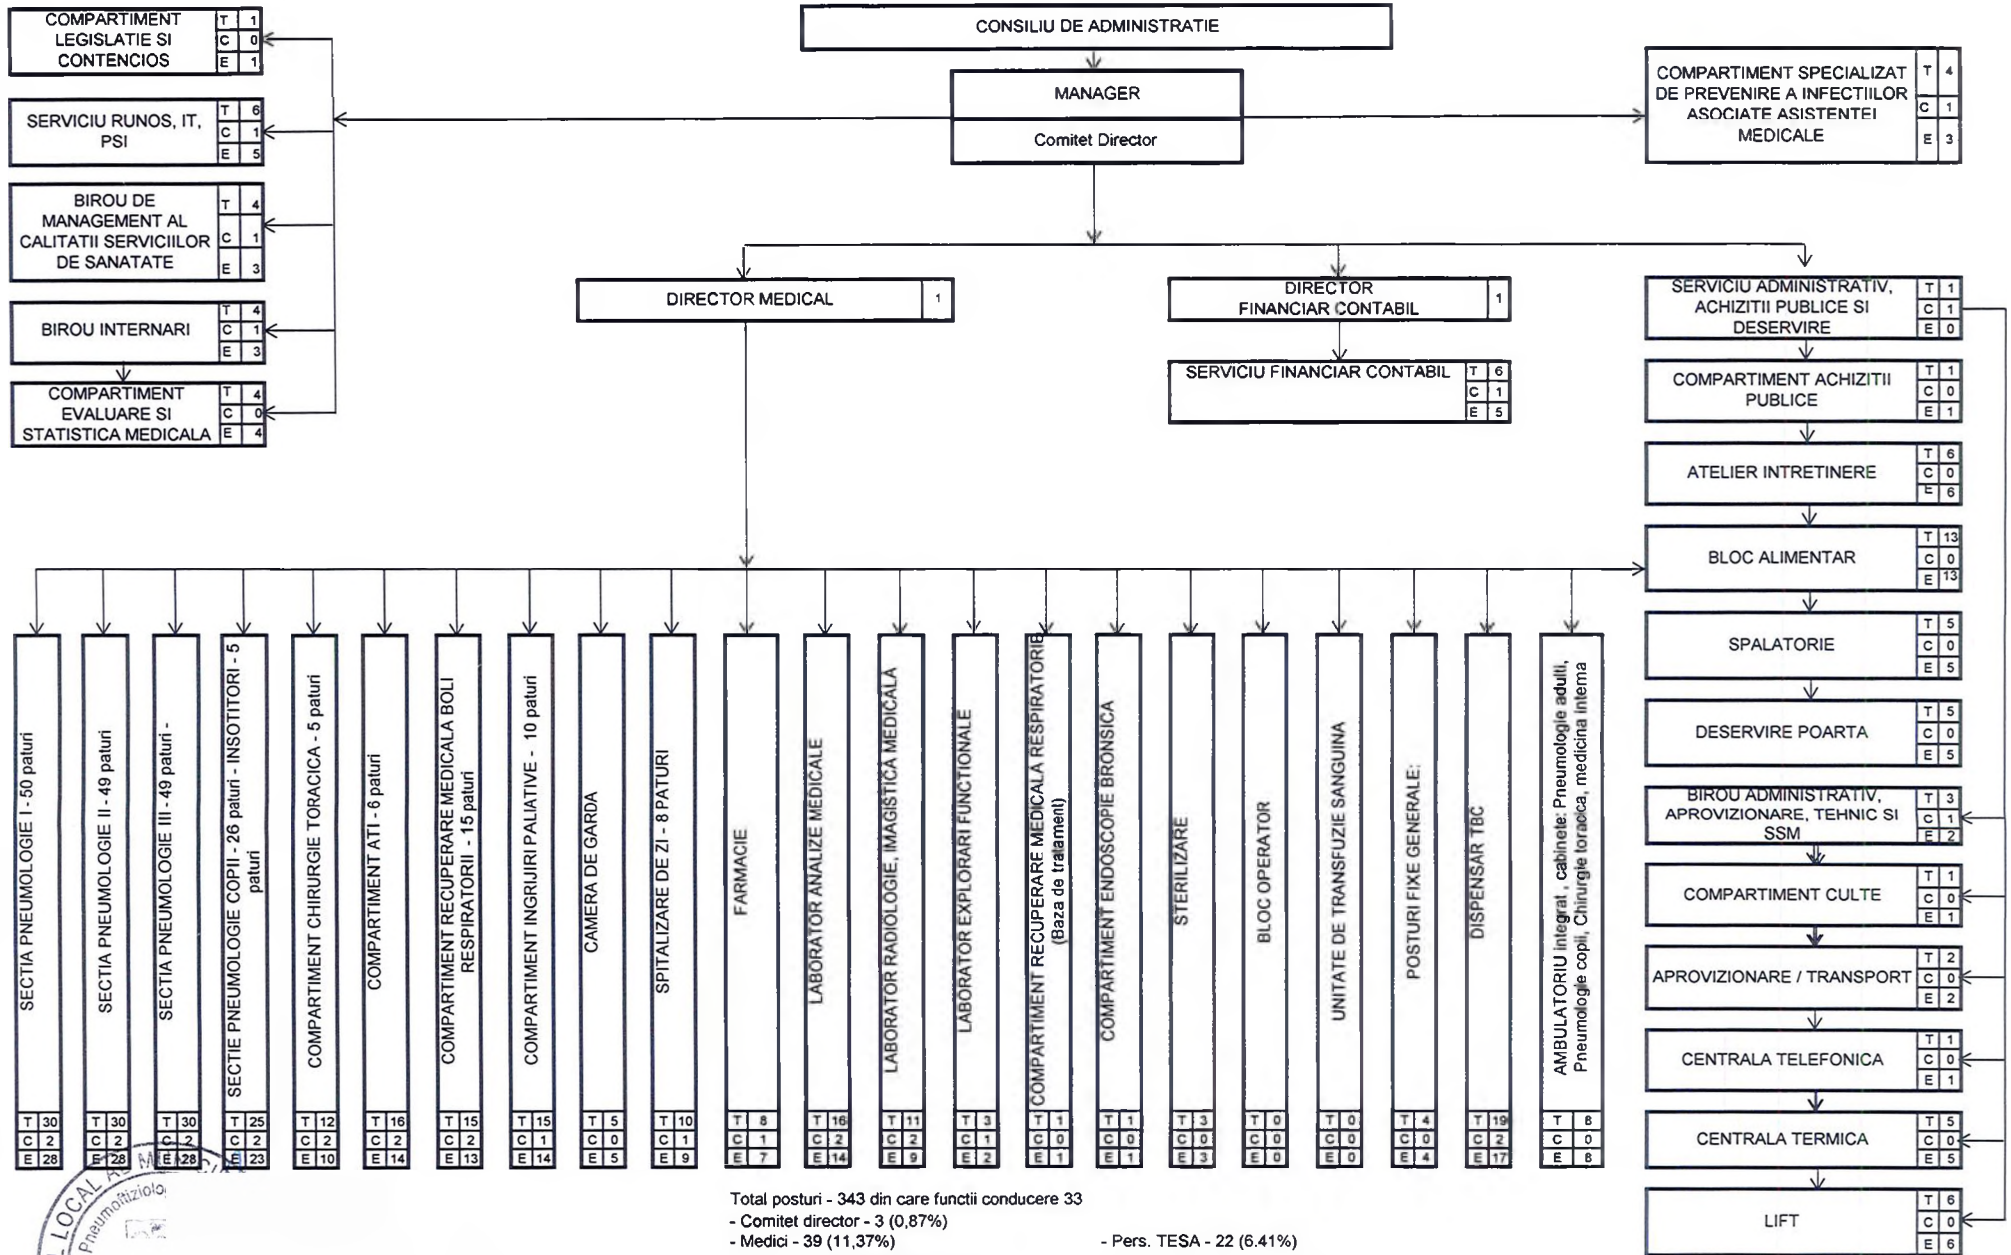 CONSILIU DE ADMINISTRATIE
MANAGER
Comitet Director
COMPARTIMENT
LEGISLATIE SI
CONTENCIOS
T 1
C 0
E 1
SERVICIU RUNOS, IT,
PSI
T 6
C 1
E 5
BIROU DE
MANAGEMENT AL
CALITATII SERVICIILOR
DE SANATATE
T 4
C 1
E 3
BIROU INTERNARI
T 4
C 1
E 3
COMPARTIMENT
EVALUARE SI
STATISTICA MEDICALA
T 4
C 0
E 4
COMPARTIMENT SPECIALIZAT
DE PREVENIRE A INFECTIILOR
ASOCIATE ASISTENTEI
MEDICALE
T 4
C 1
E 3
DIRECTOR MEDICAL 1
DIRECTOR
FINANCIAR CONTABIL 1
SERVICIU FINANCIAR CONTABIL
T 6
C 1
E 5
SERVICIU ADMINISTRATIV,
ACHIZITII PUBLICE SI
DESERVIRE
T 1
C 1
E 0
COMPARTIMENT ACHIZITII
PUBLICE
T 1
C 0
E 1
ATELIER INTRETINERE
T 6
C 0
E 6
BLOC ALIMENTAR
T 13
C 0
E 13
SPALATORIE
T 5
C 0
E 5
DESERVIRE POARTA
T 5
C 0
E 5
BIROU ADMINISTRATIV,
APROVIZIONARE, TEHNIC SI
SSM
T 3
C 1
E 2
COMPARTIMENT CULTE
T 1
C 0
E 1
APROVIZIONARE / TRANSPORT
T 2
C 0
E 2
CENTRALA TELEFONICA
T 1
C 0
E 1
CENTRALA TERMICA
T 5
C 0
E 5
LIFT
T 6
C 0
E 6
SECTIA PNEUMOLOGIE I - 50 paturi
T 30
C 2
E 28
SECTIA PNEUMOLOGIE II - 49 paturi
T 30
C 2
E 28
SECTIA PNEUMOLOGIE III - 49 paturi -
T 30
C 2
E 28
SECTIE PNEUMOLOGIE COPII - 26 paturi - INSOTITORI - 5
paturi
T 25
C 2
E 23
COMPARTIMENT CHIRURGIE TORACICA - 5 paturi
T 12
C 2
E 10
COMPARTIMENT ATI - 6 paturi
T 16
C 2
E 14
COMPARTIMENT RECUPERARE MEDICALA BOLI
RESPIRATORII - 15 paturi
T 15
C 2
E 13
COMPARTIMENT INGRIJIRI PALIATIVE - 10 paturi
T 15
C 1
E 14
CAMERA DE GARDA
T 5
C 0
E 5
SPITALIZARE DE ZI - 8 PATURI
T 10
C 1
E 9
FARMACIE
T 8
C 1
E 7
LABORATOR ANALIZE MEDICALE
T 16
C 2
E 14
LABORATOR RADIOLOGIE, IMAGISTICA MEDICALA
T 11
C 2
E 9
LABORATOR EXPLORARI FUNCTIONALE
T 3
C 1
E 2
COMPARTIMENT RECUPERARE MEDICALA RESPIRATORIE
(Baza de tratament)
T 1
C 0
E 1
COMPARTIMENT ENDOSCOPIE BRONSICA
T 1
C 0
E 1
STERILIZARE
T 3
C 0
E 3
BLOC OPERATOR
T 0
C 0
E 0
UNITATE DE TRANSFUZIE SANGUINA
T 0
C 0
E 0
POSTURI FIXE GENERALE:
T 4
C 0
E 4
DISPENSAR TBC
T 19
C 2
E 17
AMBULATORIU integrat , cabinete: Pneumologie adulti,
Pneumologie copii, Chirurgie toracica, medicina interna
T 8
C 0
E 8
Total posturi - 343 din care functii conducere 33
- Comitet director - 3 (0,87%)
- Medici - 39 (11,37%) - Pers. TESA - 22 (6.41%)
LOCAL